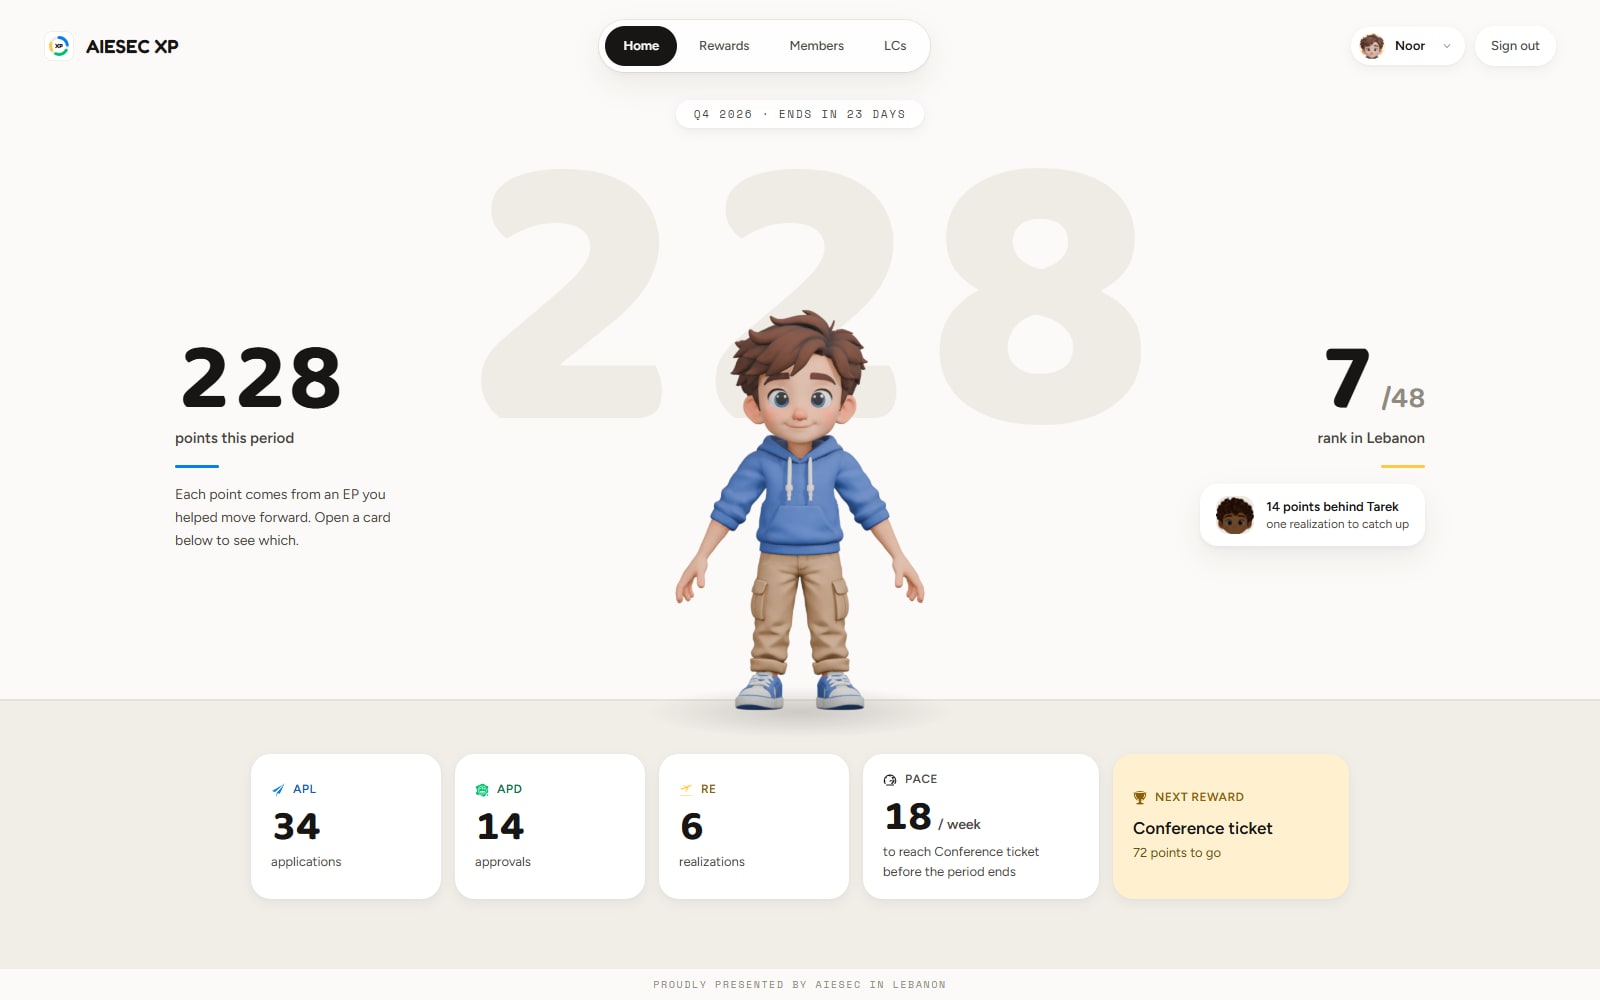 XP
AIESEC XP
Home
Rewards
Members
LCs
Noor
Sign out
Q4 2026 · ENDS IN 23 DAYS
228
228
points this period
Each point comes from an EP you
helped move forward. Open a card
below to see which.
7 /48
rank in Lebanon
14 points behind Tarek
one realization to catch up
APL
34
applications
APD
14
approvals
RE
6
realizations
PACE
18 / week
to reach Conference ticket
before the period ends
NEXT REWARD
Conference ticket
72 points to go
PROUDLY PRESENTED BY AIESEC IN LEBANON